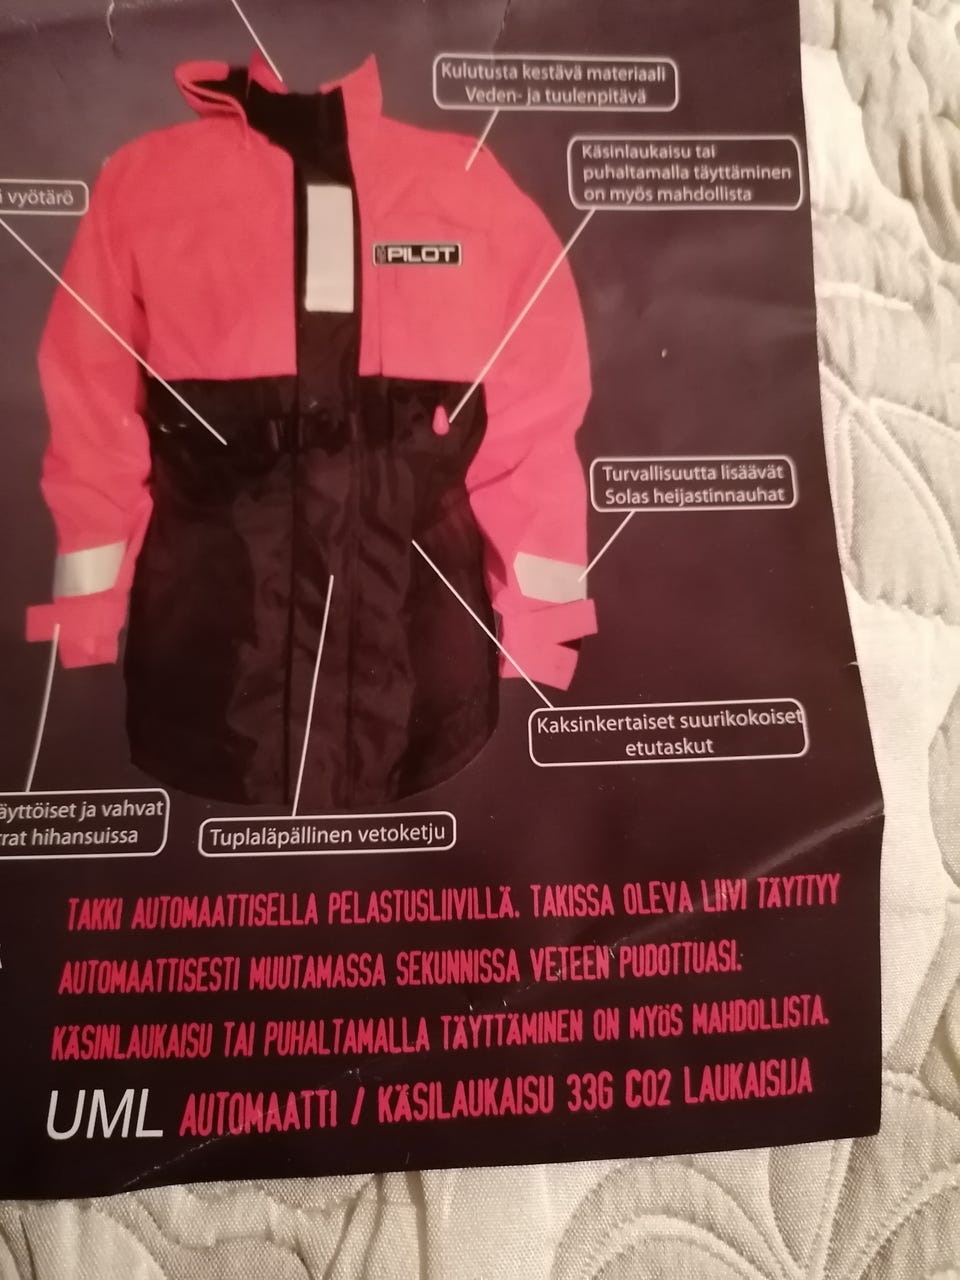 Kulutusta kestävä materiaali
Veden- ja tuulenpitävä
Käsinlaukaisu tai
puhaltamalla täyttäminen
on myös mahdollista
vyötärö
PILOT
Turvallisuutta lisäävät
Solas heijastinnauhat
Kaksinkertaiset suurikokoiset
etutaskut
äyttöiset ja vahvat
rat hihansuissa
Tuplaläpällinen vetoketju
TAKKI AUTOMAATTISELLA PELASTUSLIIVILLÄ. TAKISSA OLEVA LIIVI TÄYTTYY
AUTOMAATTISESTI MUUTAMASSA SEKUNNISSA VETEEN PUDOTTUASI.
KÄSINLAUKAISU TAI PUHALTAMALLA TÄYTTÄMINEN ON MYÖS MAHDOLLISTA.
UML AUTOMAATTI / KÄSILAUKAISU 33G CO2 LAUKAISIJA